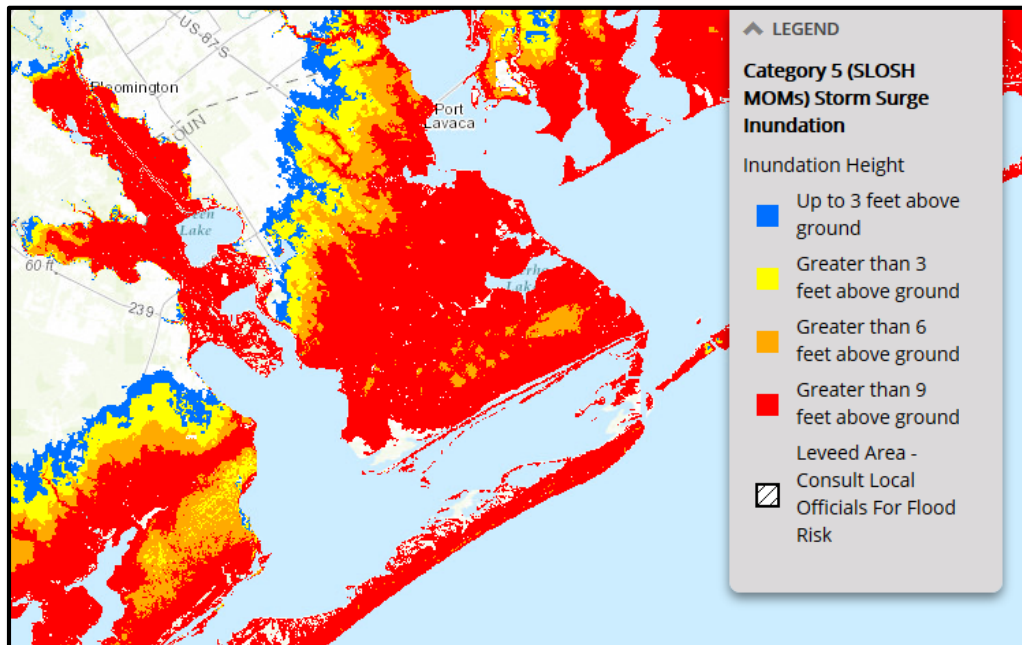 US-87-S
Bloomington
OUN
Port
Lavaca
Lake
Lake
60 ft
239
LEGEND
Category 5 (SLOSH
MOMs) Storm Surge
Inundation
Inundation Height
Up to 3 feet above
ground
Greater than 3
feet above ground
Greater than 6
feet above ground
Greater than 9
feet above ground
Leveed Area -
Consult Local
Officials For Flood
Risk